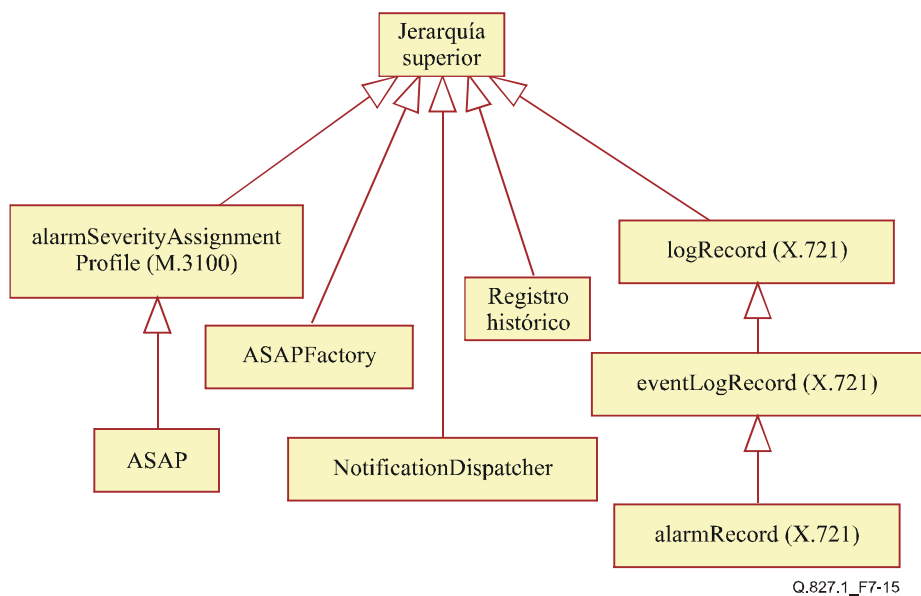 Jerarquía
superior
alarmSeverityAssignment
Profile (M.3100)
logRecord (X.721)
Registro
histórico
ASAPFactory
eventLogRecord (X.721)
ASAP
NotificationDispatcher
alarmRecord (X.721)
Q.827.1_F7-15